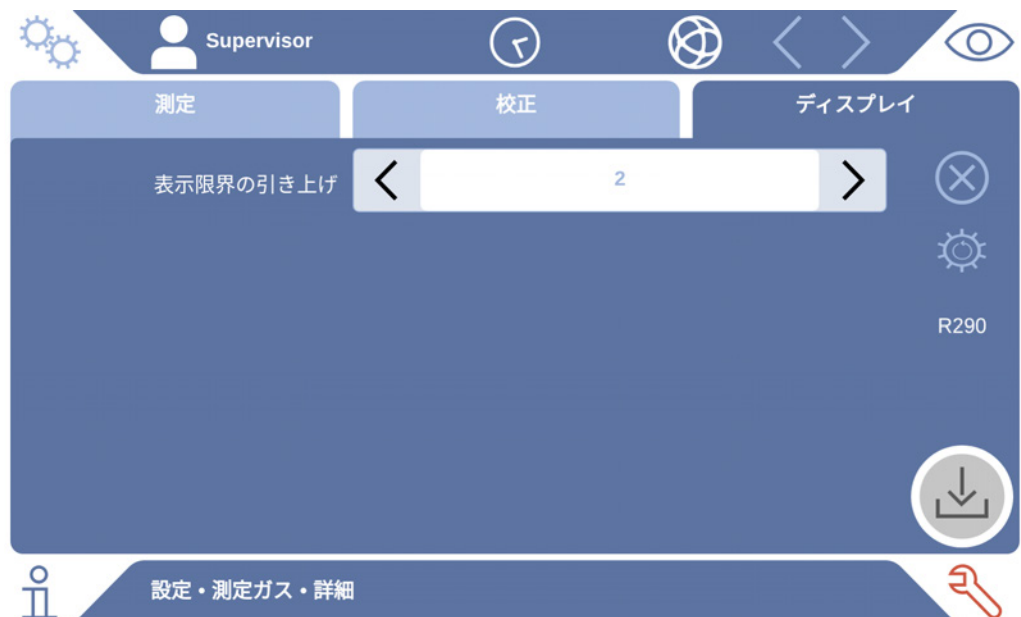 Supervisor
測定
校正
ディスプレイ
表示限界の引き上げ
2
R290
設定・測定ガス・詳細